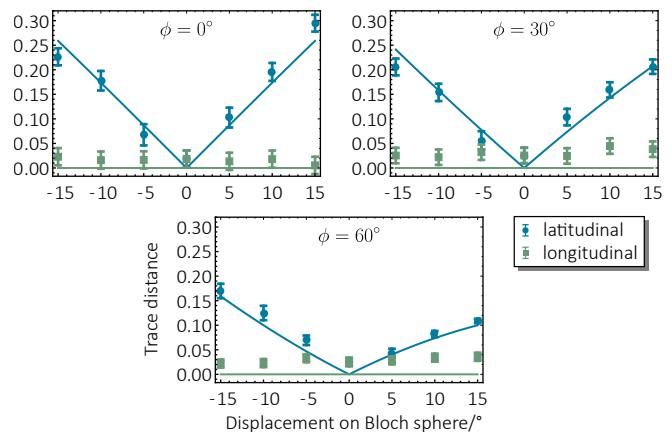 ϕ = 0°
0.30
0.25
0.20
0.15
0.10
0.05
0.00
-15 -10 -5 0 5 10 15
ϕ = 30°
0.30
0.25
0.20
0.15
0.10
0.05
0.00
-15 -10 -5 0 5 10 15
ϕ = 60°
Trace distance
0.30
0.25
0.20
0.15
0.10
0.05
0.00
-15 -10 -5 0 5 10 15
Displacement on Bloch sphere/°
latitudinal
longitudinal